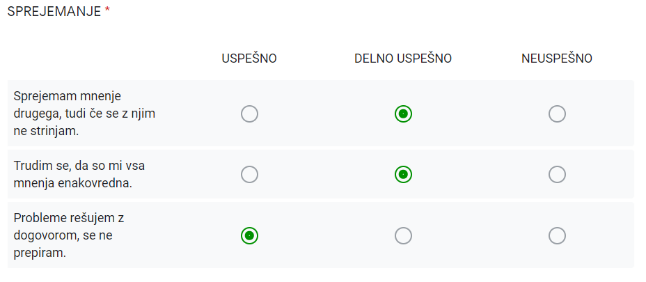 SPREJEMANJE *
USPEŠNO DELNO USPEŠNO NEUSPEŠNO
Sprejemam mnenje
drugega, tudi če se z njim
ne strinjam.
Trudim se, da so mi vsa
mnenja enakovredna.
Probleme rešujem z
dogovorom, se ne
prepiram.